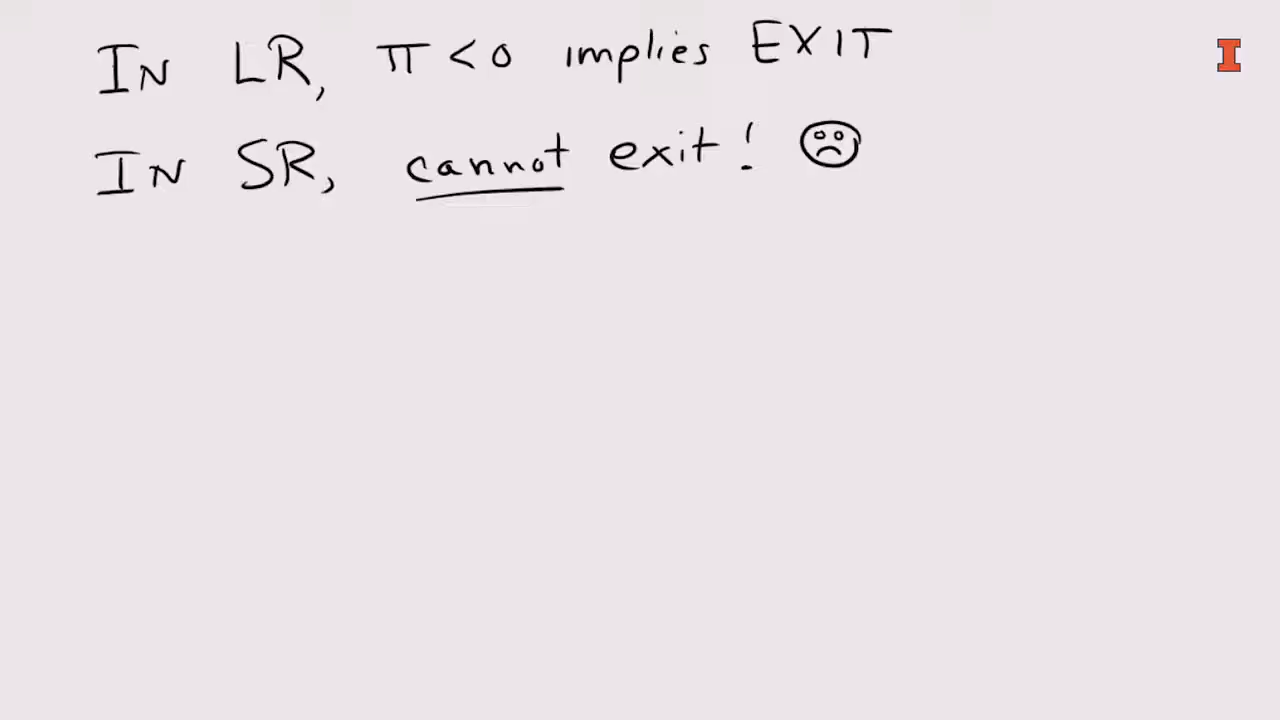 IN LR, π < 0 implies EXIT
IN SR, cannot exit! ☹